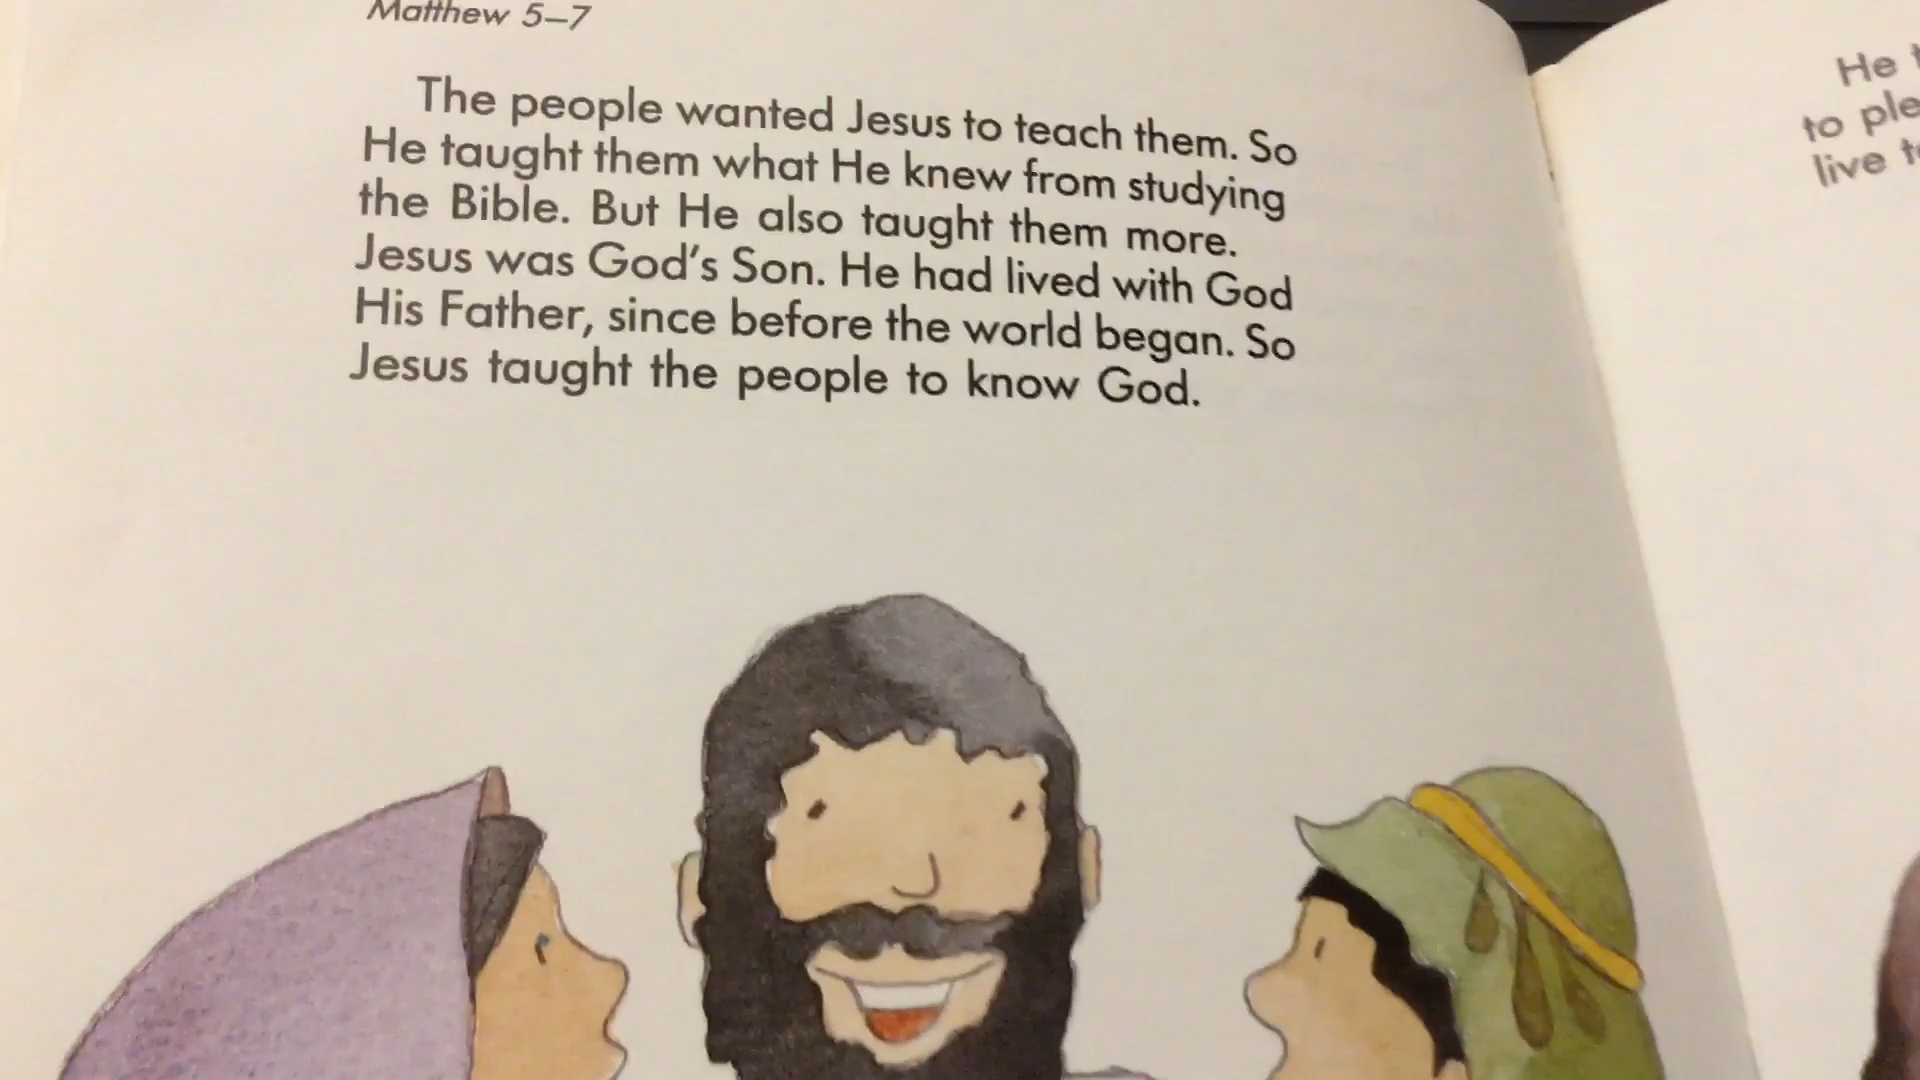 Matthew 5–7
The people wanted Jesus to teach them. So
He taught them what He knew from studying
the Bible. But He also taught them more.
Jesus was God's Son. He had lived with God
His Father, since before the world began. So
Jesus taught the people to know God.
He
to
live